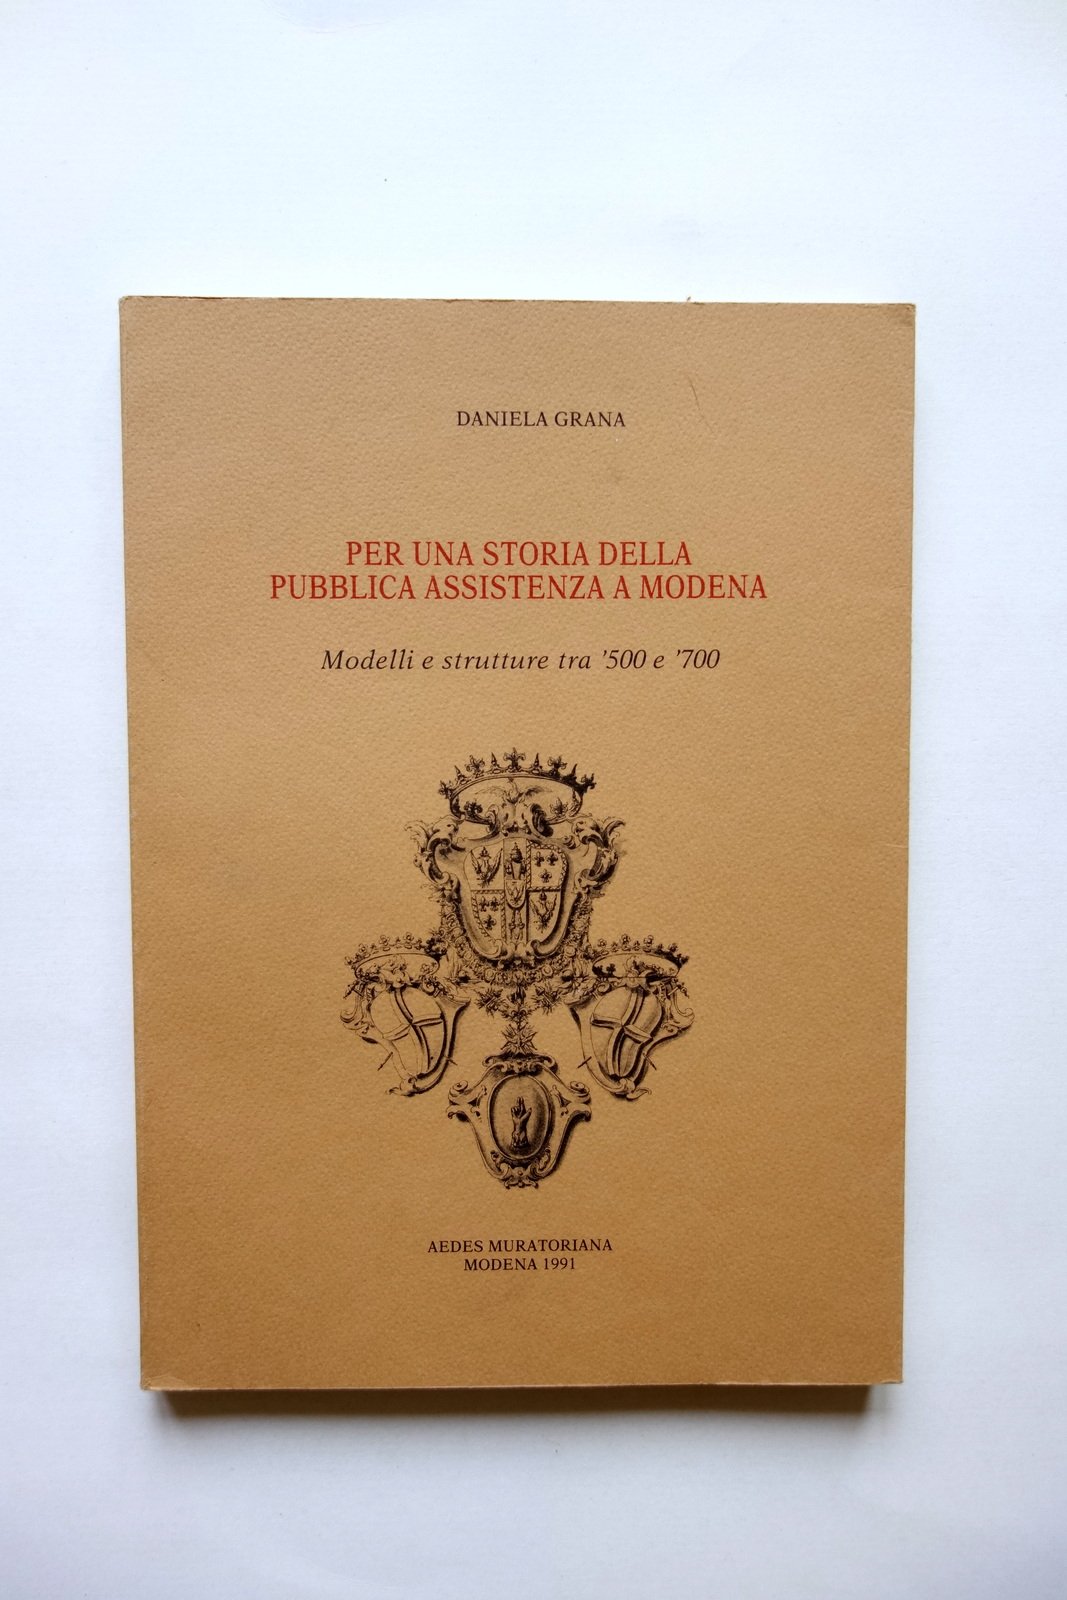 DANIELA GRANA
PER UNA STORIA DELLA
PUBBLICA ASSISTENZA A MODENA
Modelli e strutture tra ’500 e ’700
AEDES MURATORIANA
MODENA 1991